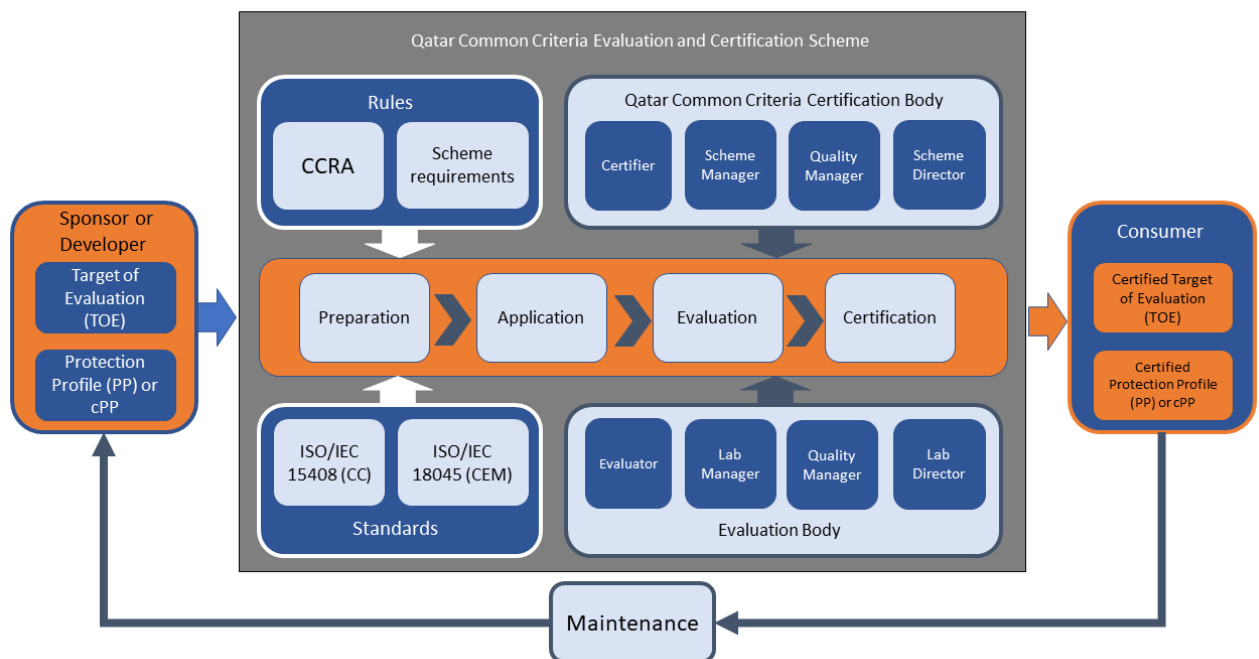 Qatar Common Criteria Evaluation and Certification Scheme
Rules
CCRA
Scheme
requirements
Qatar Common Criteria Certification Body
Certifier
Scheme
Manager
Quality
Manager
Scheme
Director
Sponsor or
Developer
Target of
Evaluation
(TOE)
Protection
Profile (PP) or
cPP
Preparation
Application
Evaluation
Certification
Consumer
Certified Target
of Evaluation
(TOE)
Certified
Protection Profile
(PP) or cPP
ISO/IEC
15408 (CC)
ISO/IEC
18045 (CEM)
Standards
Evaluator
Lab
Manager
Quality
Manager
Lab
Director
Evaluation Body
Maintenance